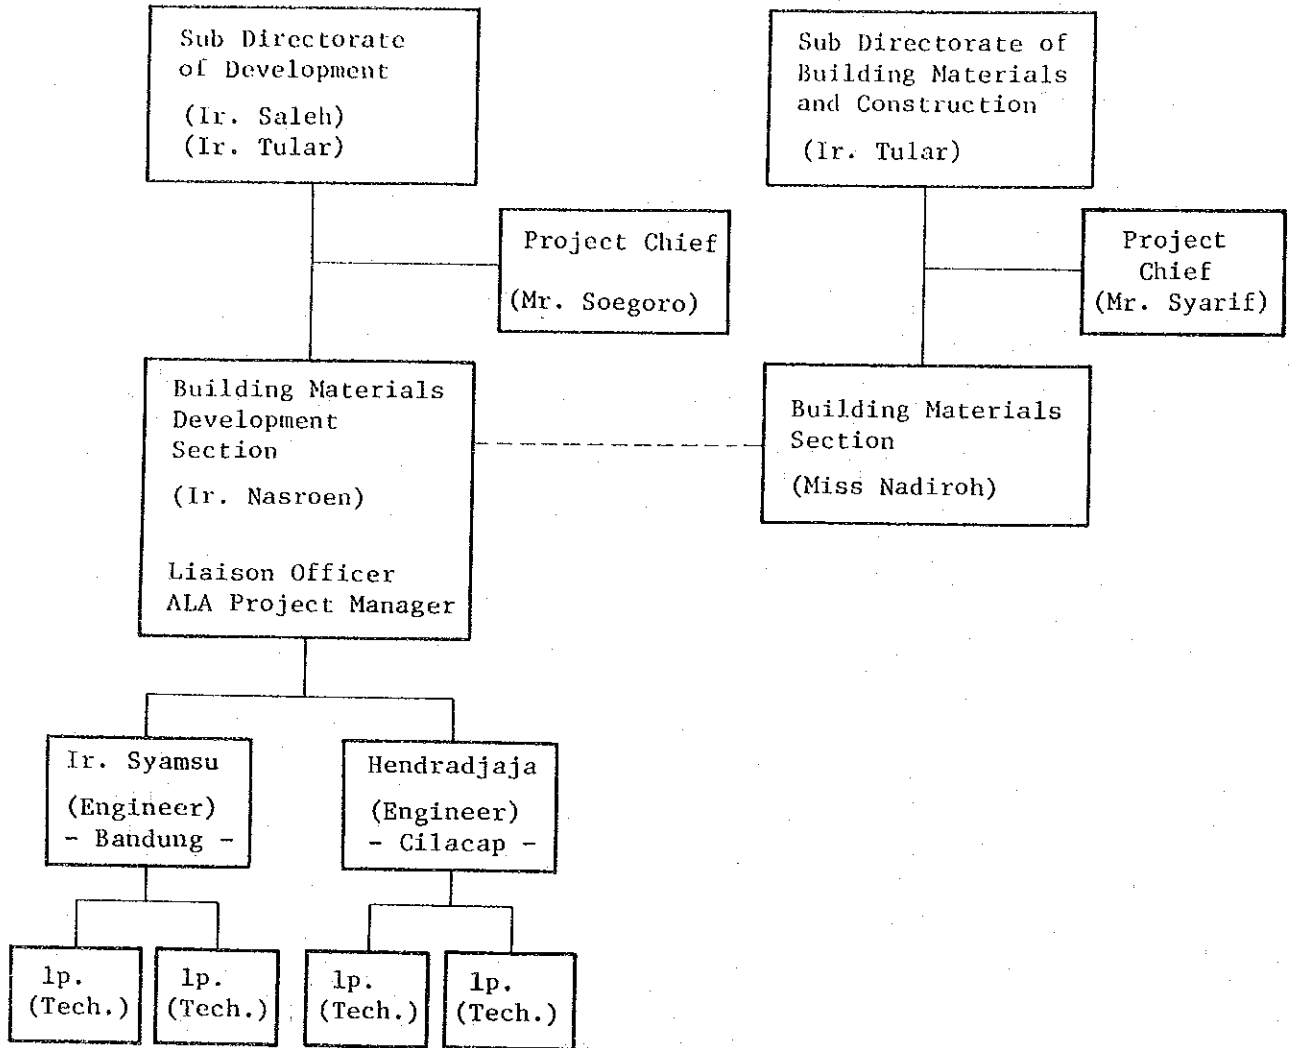 Sub Directorate
of Development
(Ir. Saleh)
(Ir. Tular)
Sub Directorate of
Building Materials
and Construction
(Ir. Tular)
Project Chief
(Mr. Soegoro)
Project
Chief
(Mr. Syarif)
Building Materials
Development
Section
(Ir. Nasroen)
Liaison Officer
ALA Project Manager
Building Materials
Section
(Miss Nadiroh)
Ir. Syamsu
(Engineer)
- Bandung -
Hendradjaja
(Engineer)
- Cilacap -
1p.
(Tech.)
1p.
(Tech.)
1p.
(Tech.)
1p.
(Tech.)